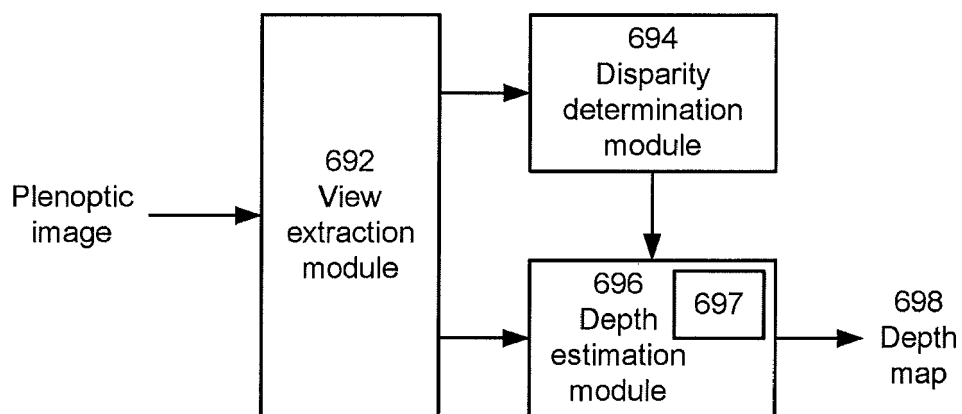 Plenoptic
image
692
View
extraction
module
694
Disparity
determination
module
696
Depth
estimation
module
697
698
Depth
map